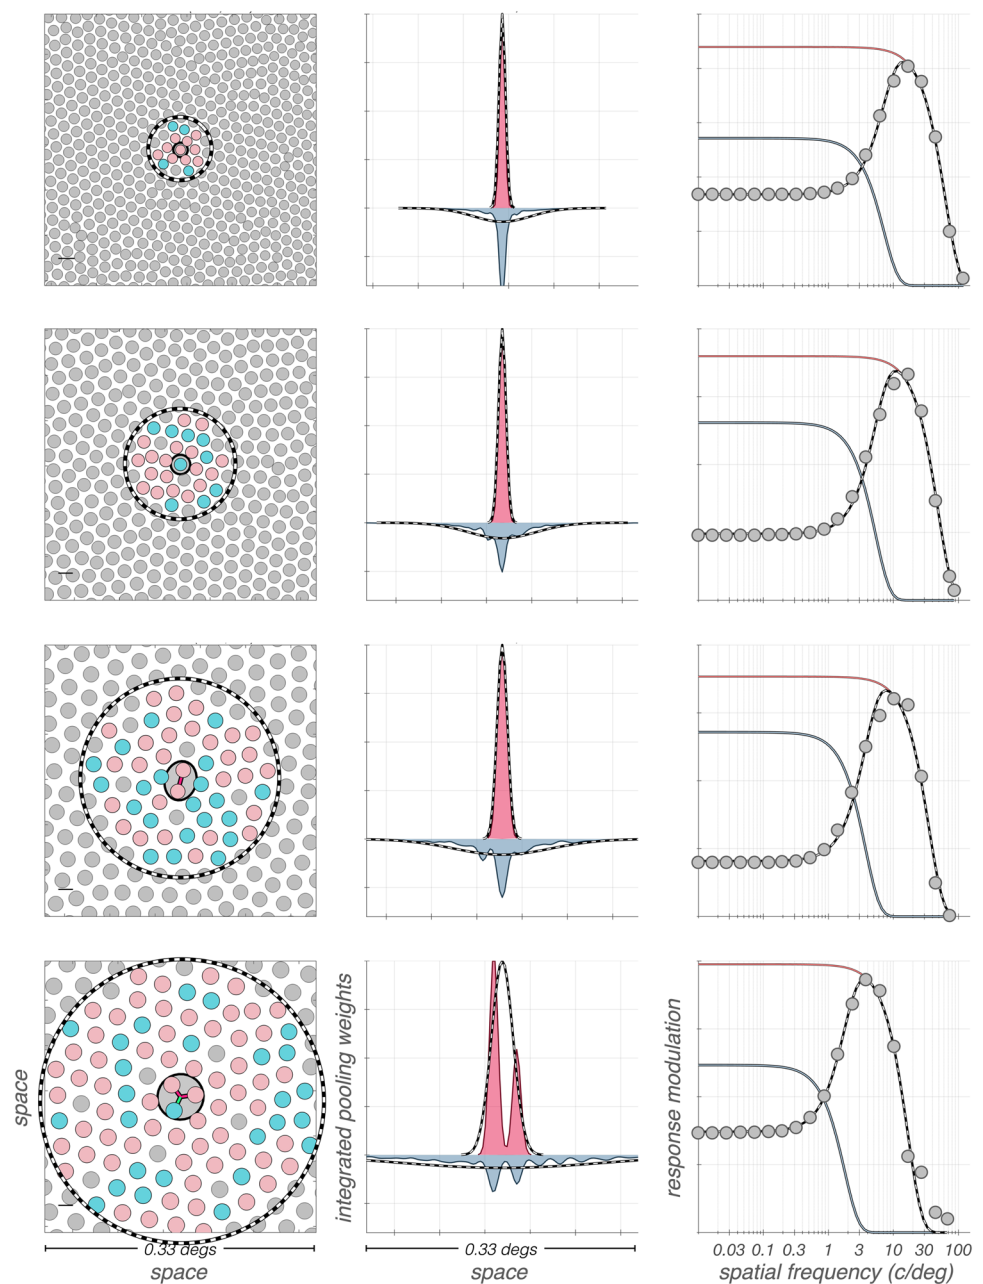 space
integrated pooling weights
response modulation
0.33 degs
0.33 degs
0.03 0.1 0.3 1 3 10 30 100
space
space
spatial frequency (c/deg)